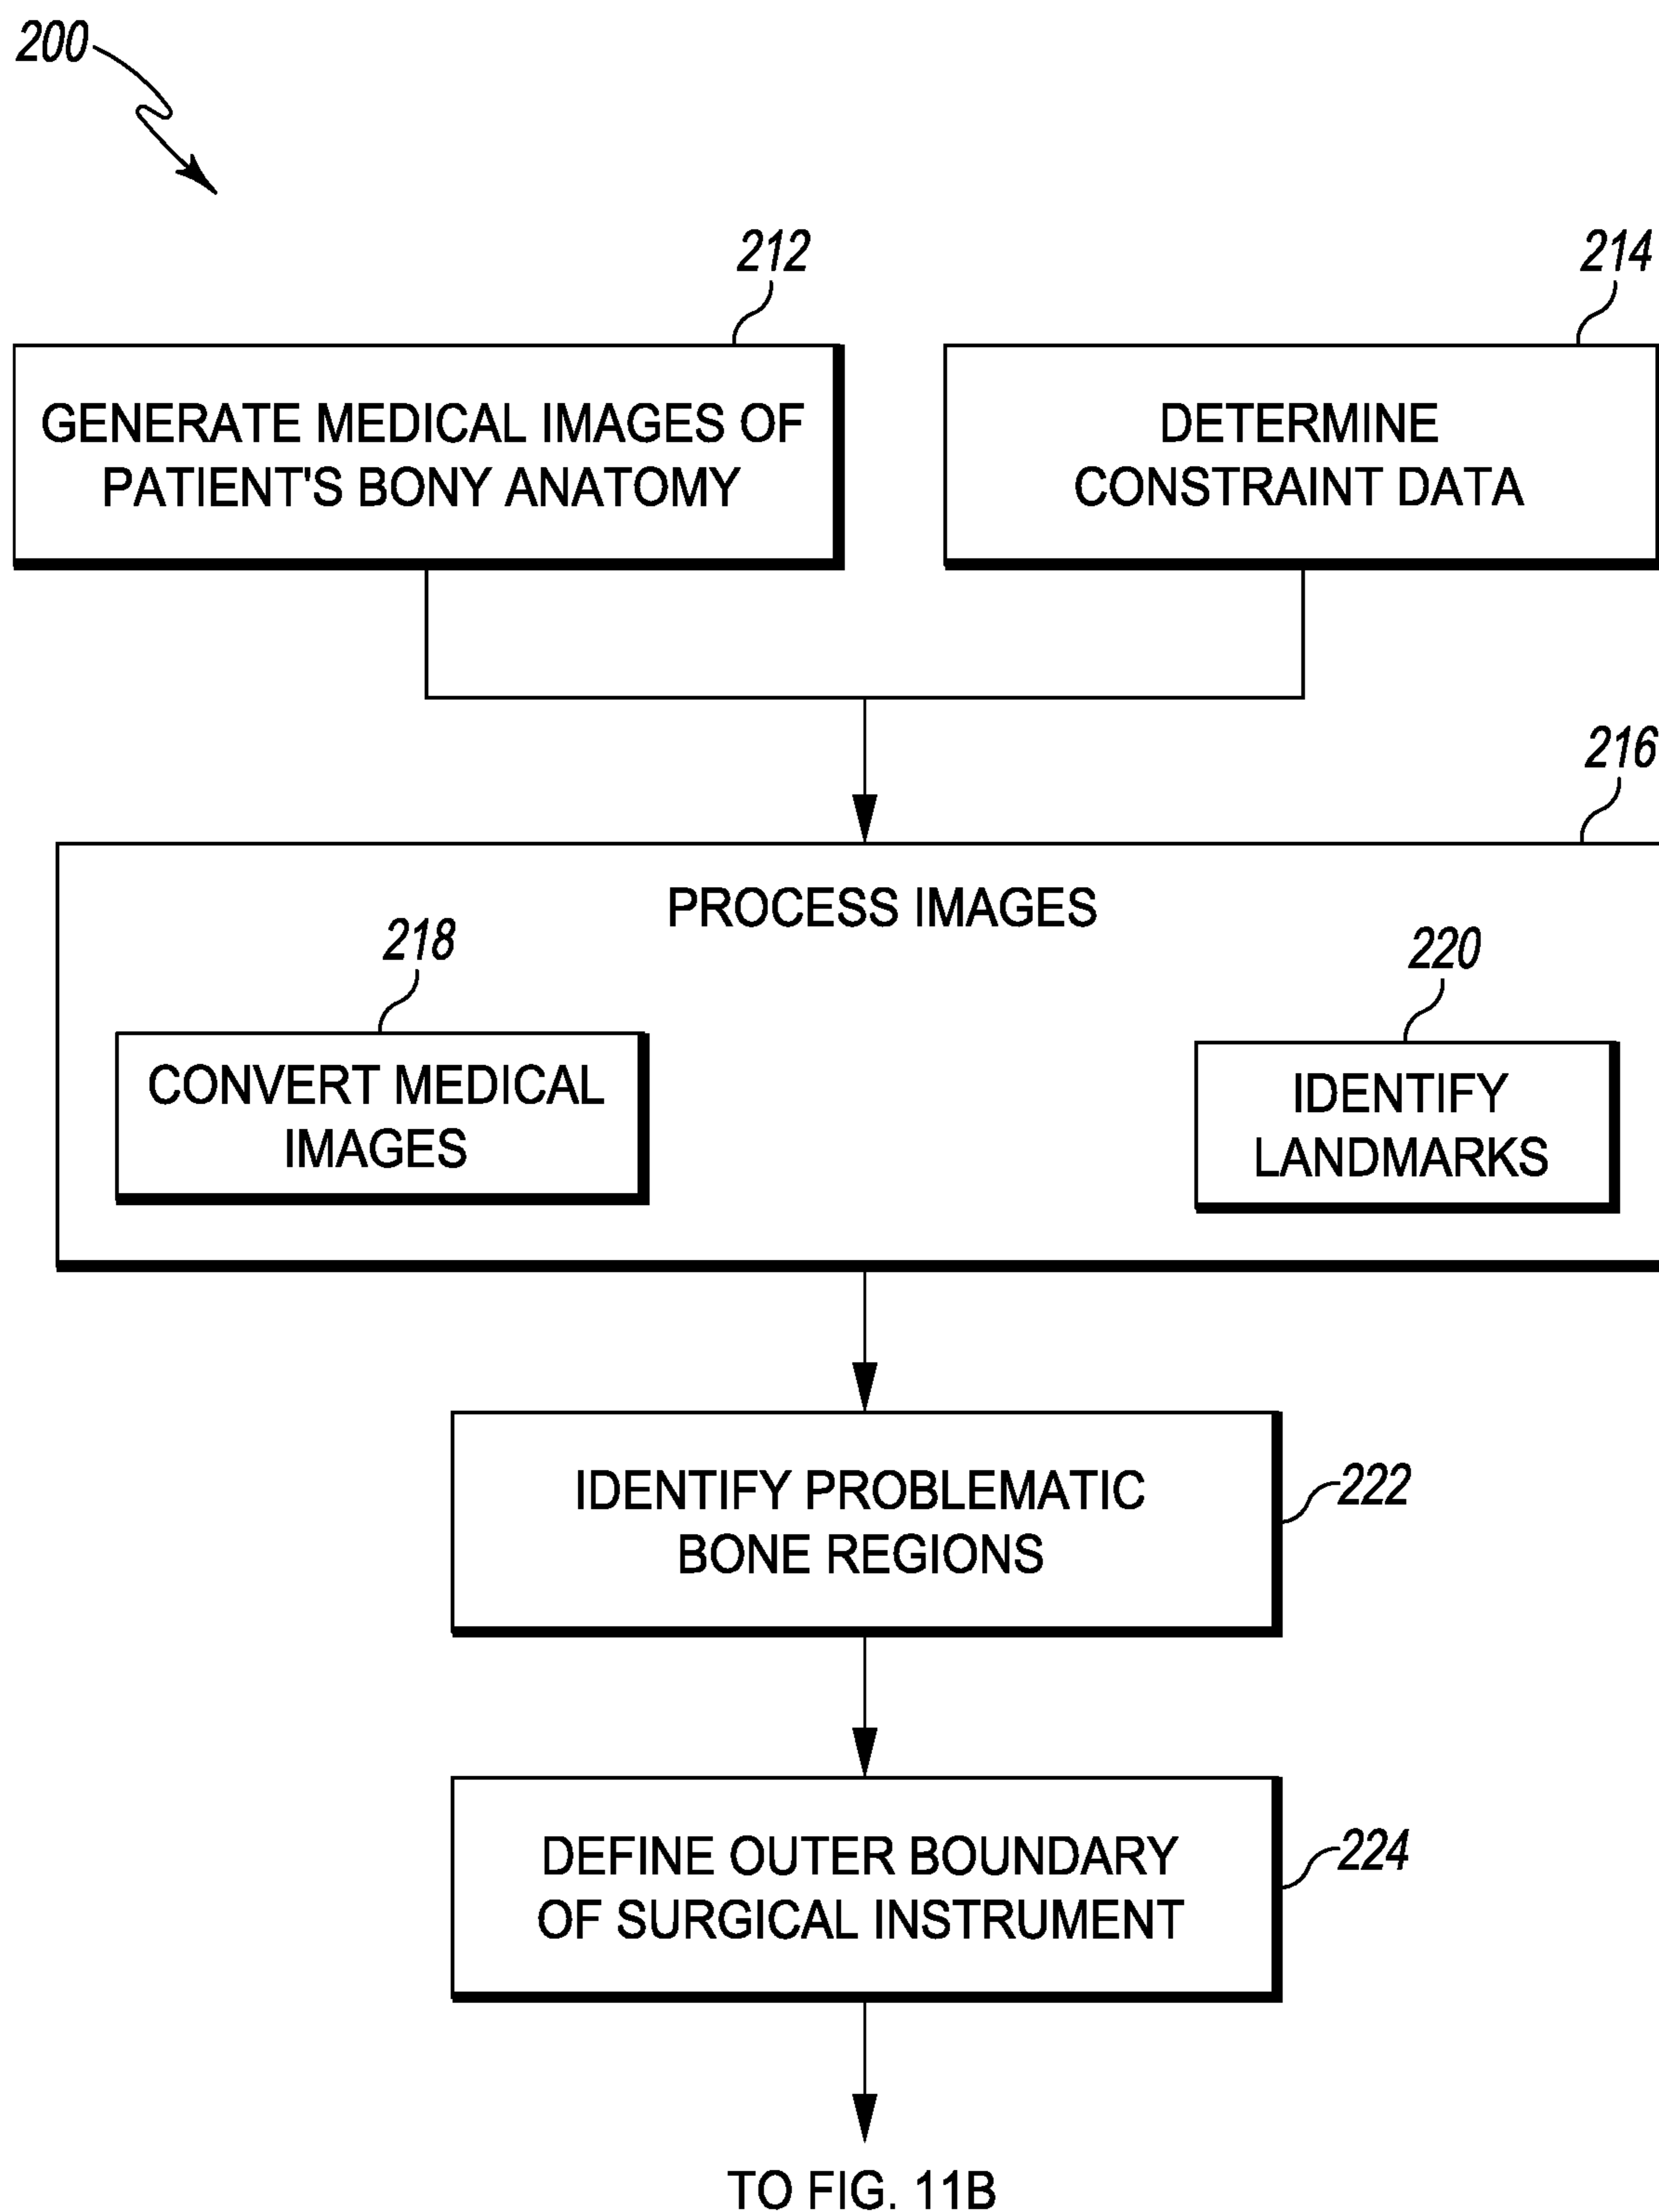 200
212
214
GENERATE MEDICAL IMAGES OF
PATIENT'S BONY ANATOMY
DETERMINE
CONSTRAINT DATA
216
PROCESS IMAGES
218
220
CONVERT MEDICAL
IMAGES
IDENTIFY
LANDMARKS
IDENTIFY PROBLEMATIC
BONE REGIONS
222
DEFINE OUTER BOUNDARY
OF SURGICAL INSTRUMENT
224
TO FIG. 11B